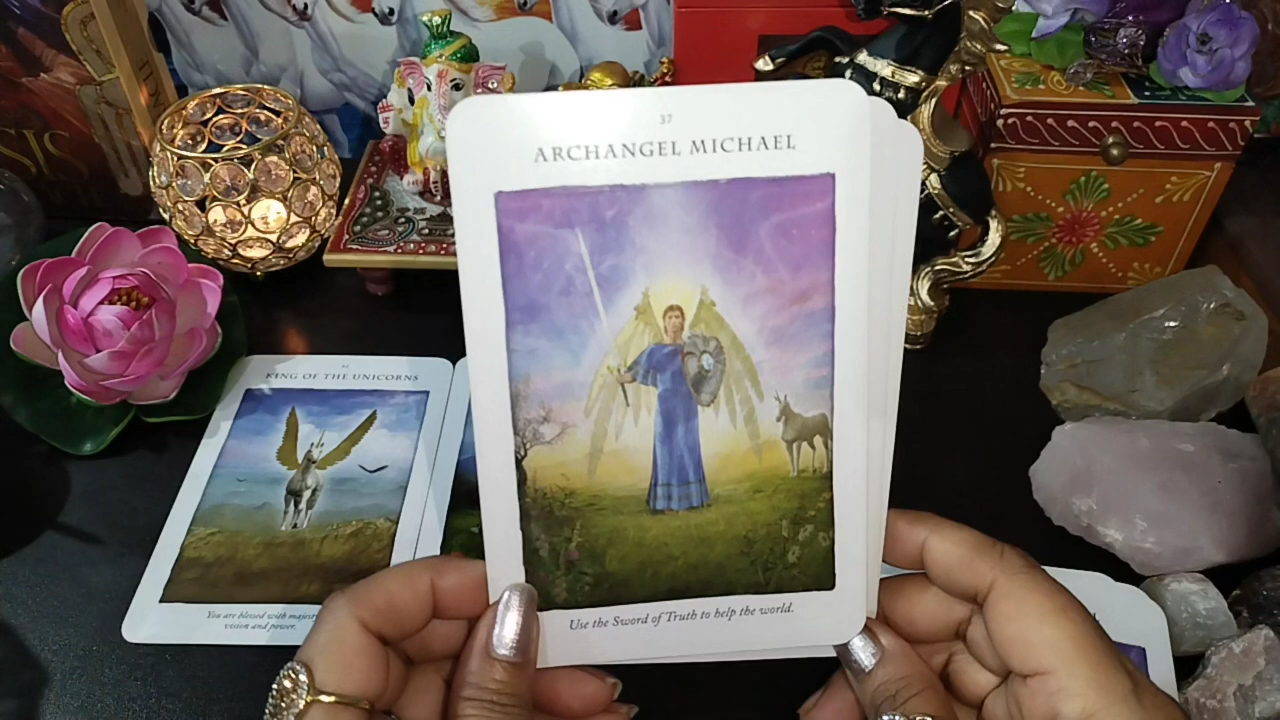 37
ARCHANGEL MICHAEL
Use the Sword of Truth to help the world.
KING OF THE UNICORNS
You are blessed with
vision and power.